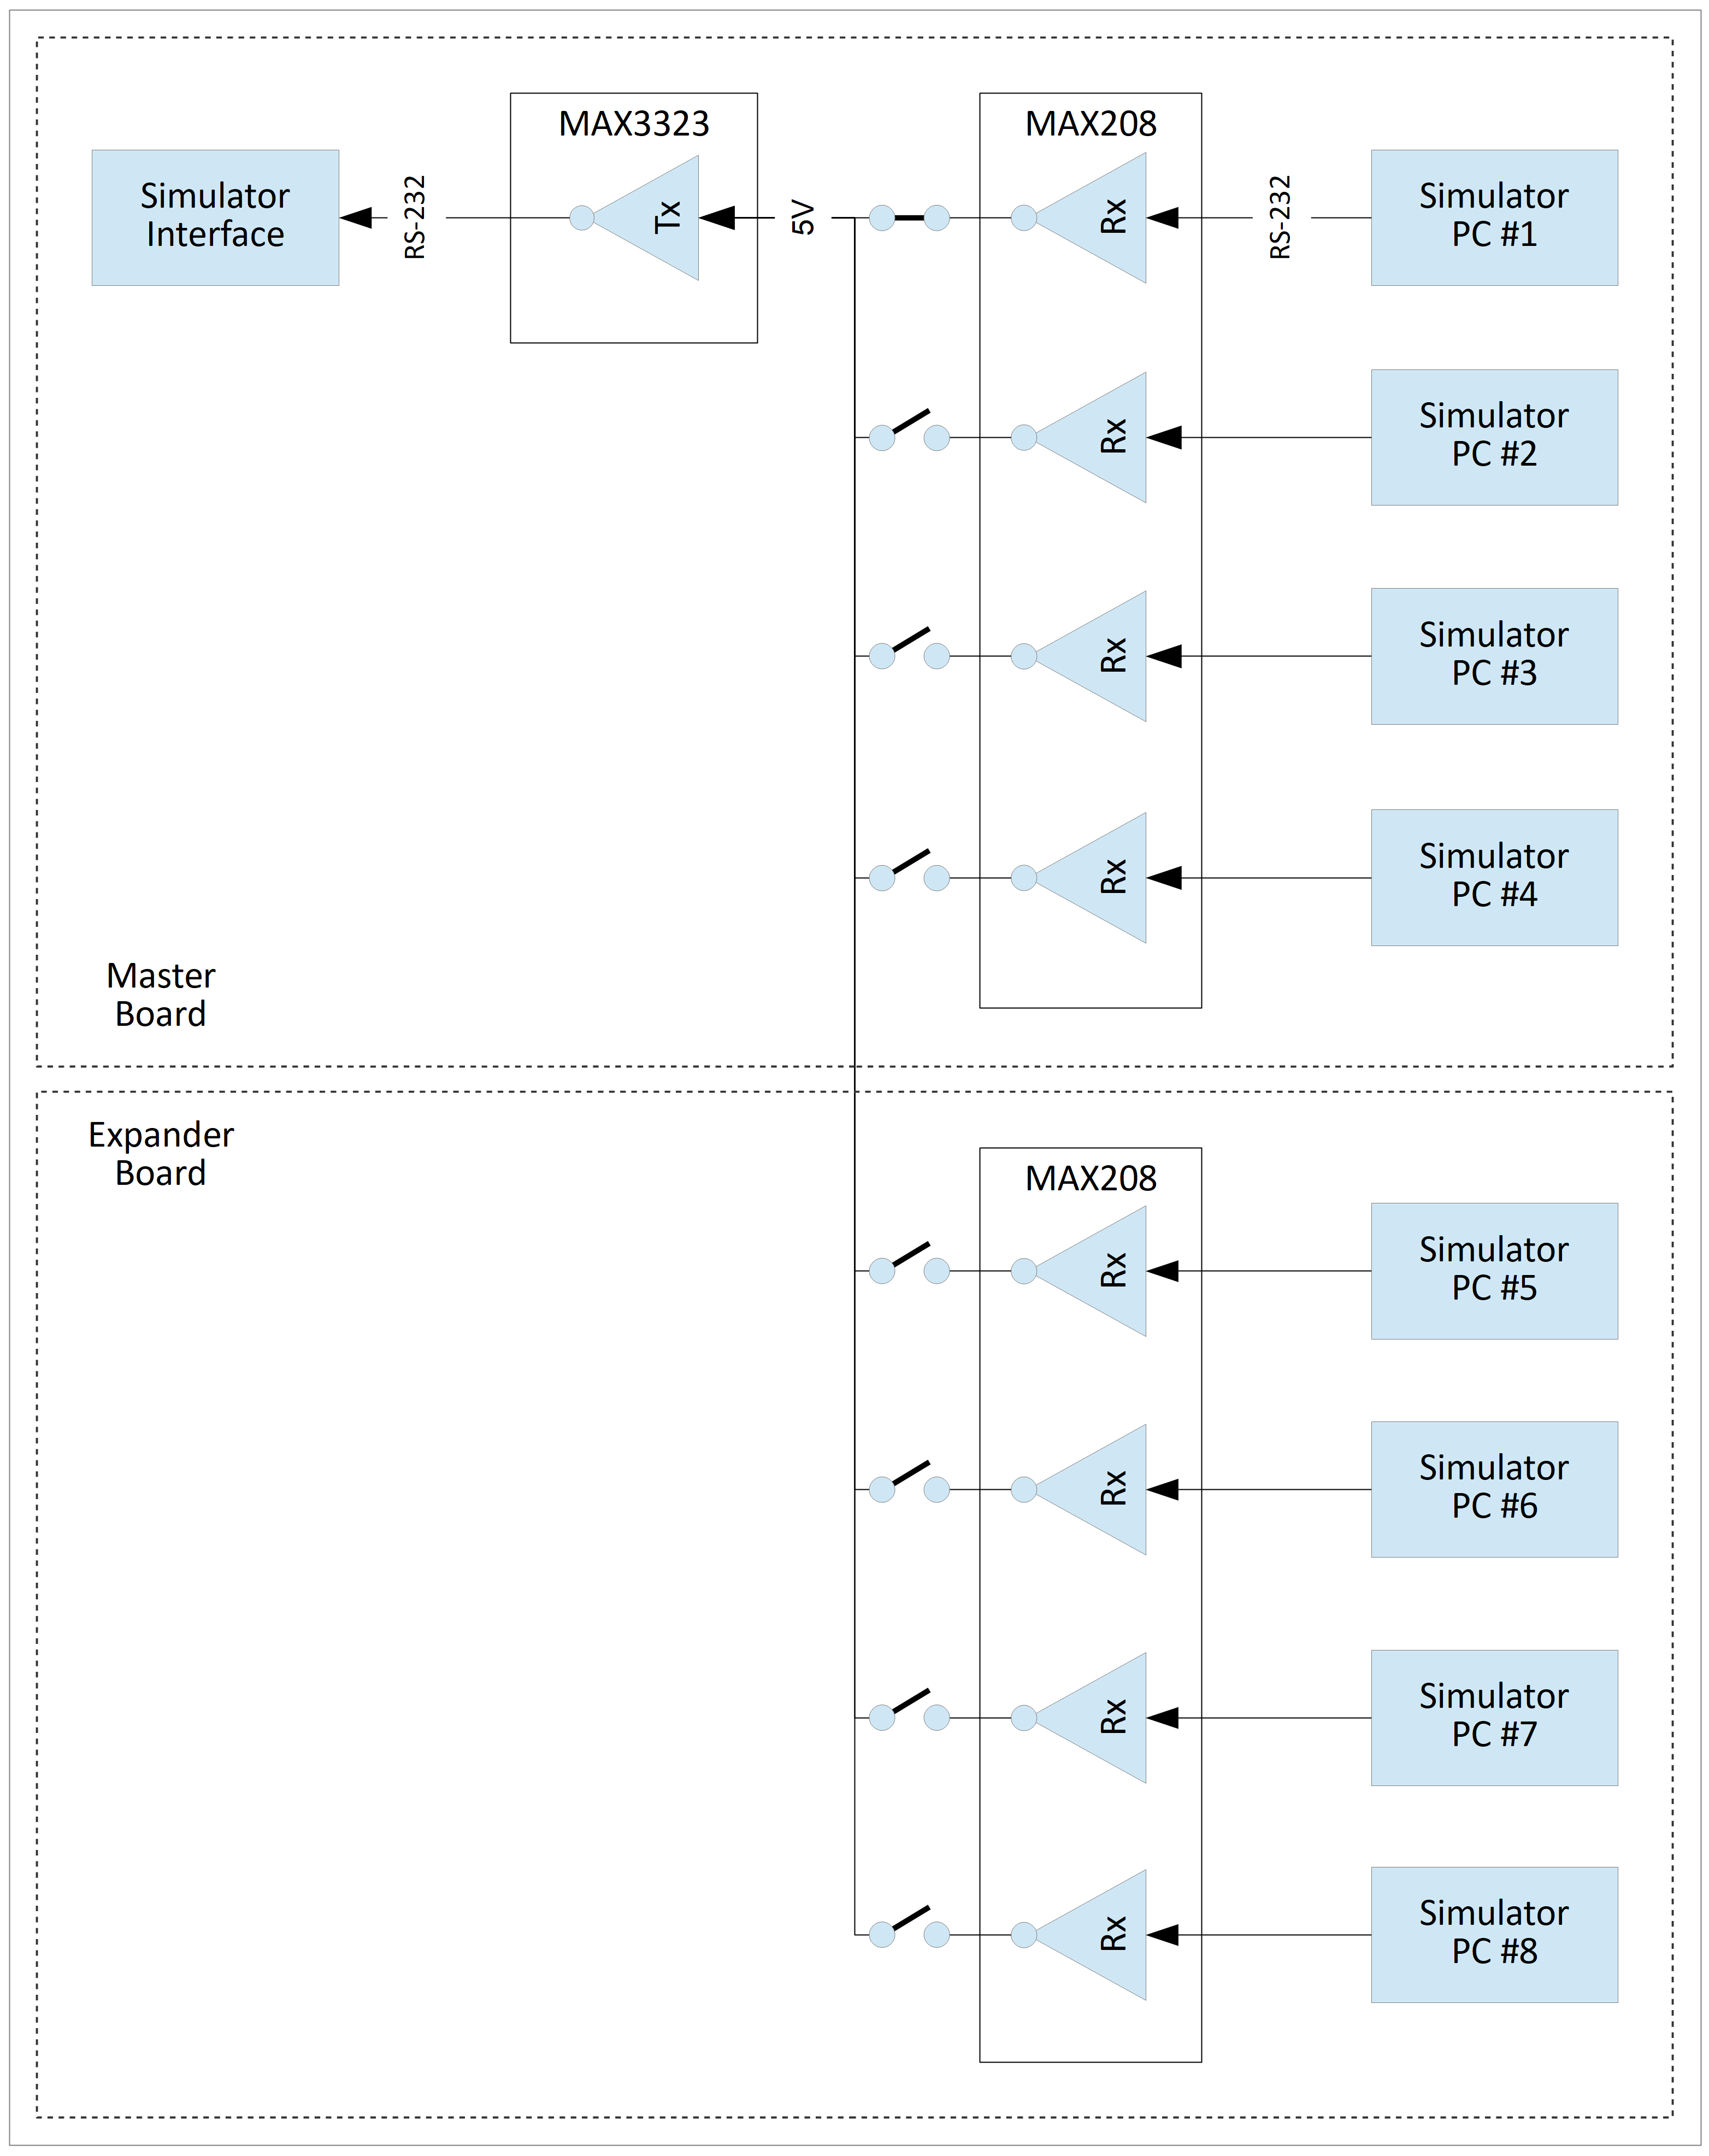 MAX3323
MAX208
Simulator
Interface
RS-232
Tx
5V
Rx
RS-232
Simulator
PC #1
Rx
Simulator
PC #2
Rx
Simulator
PC #3
Rx
Simulator
PC #4
Master
Board
Expander
Board
MAX208
Rx
Simulator
PC #5
Rx
Simulator
PC #6
Rx
Simulator
PC #7
Rx
Simulator
PC #8